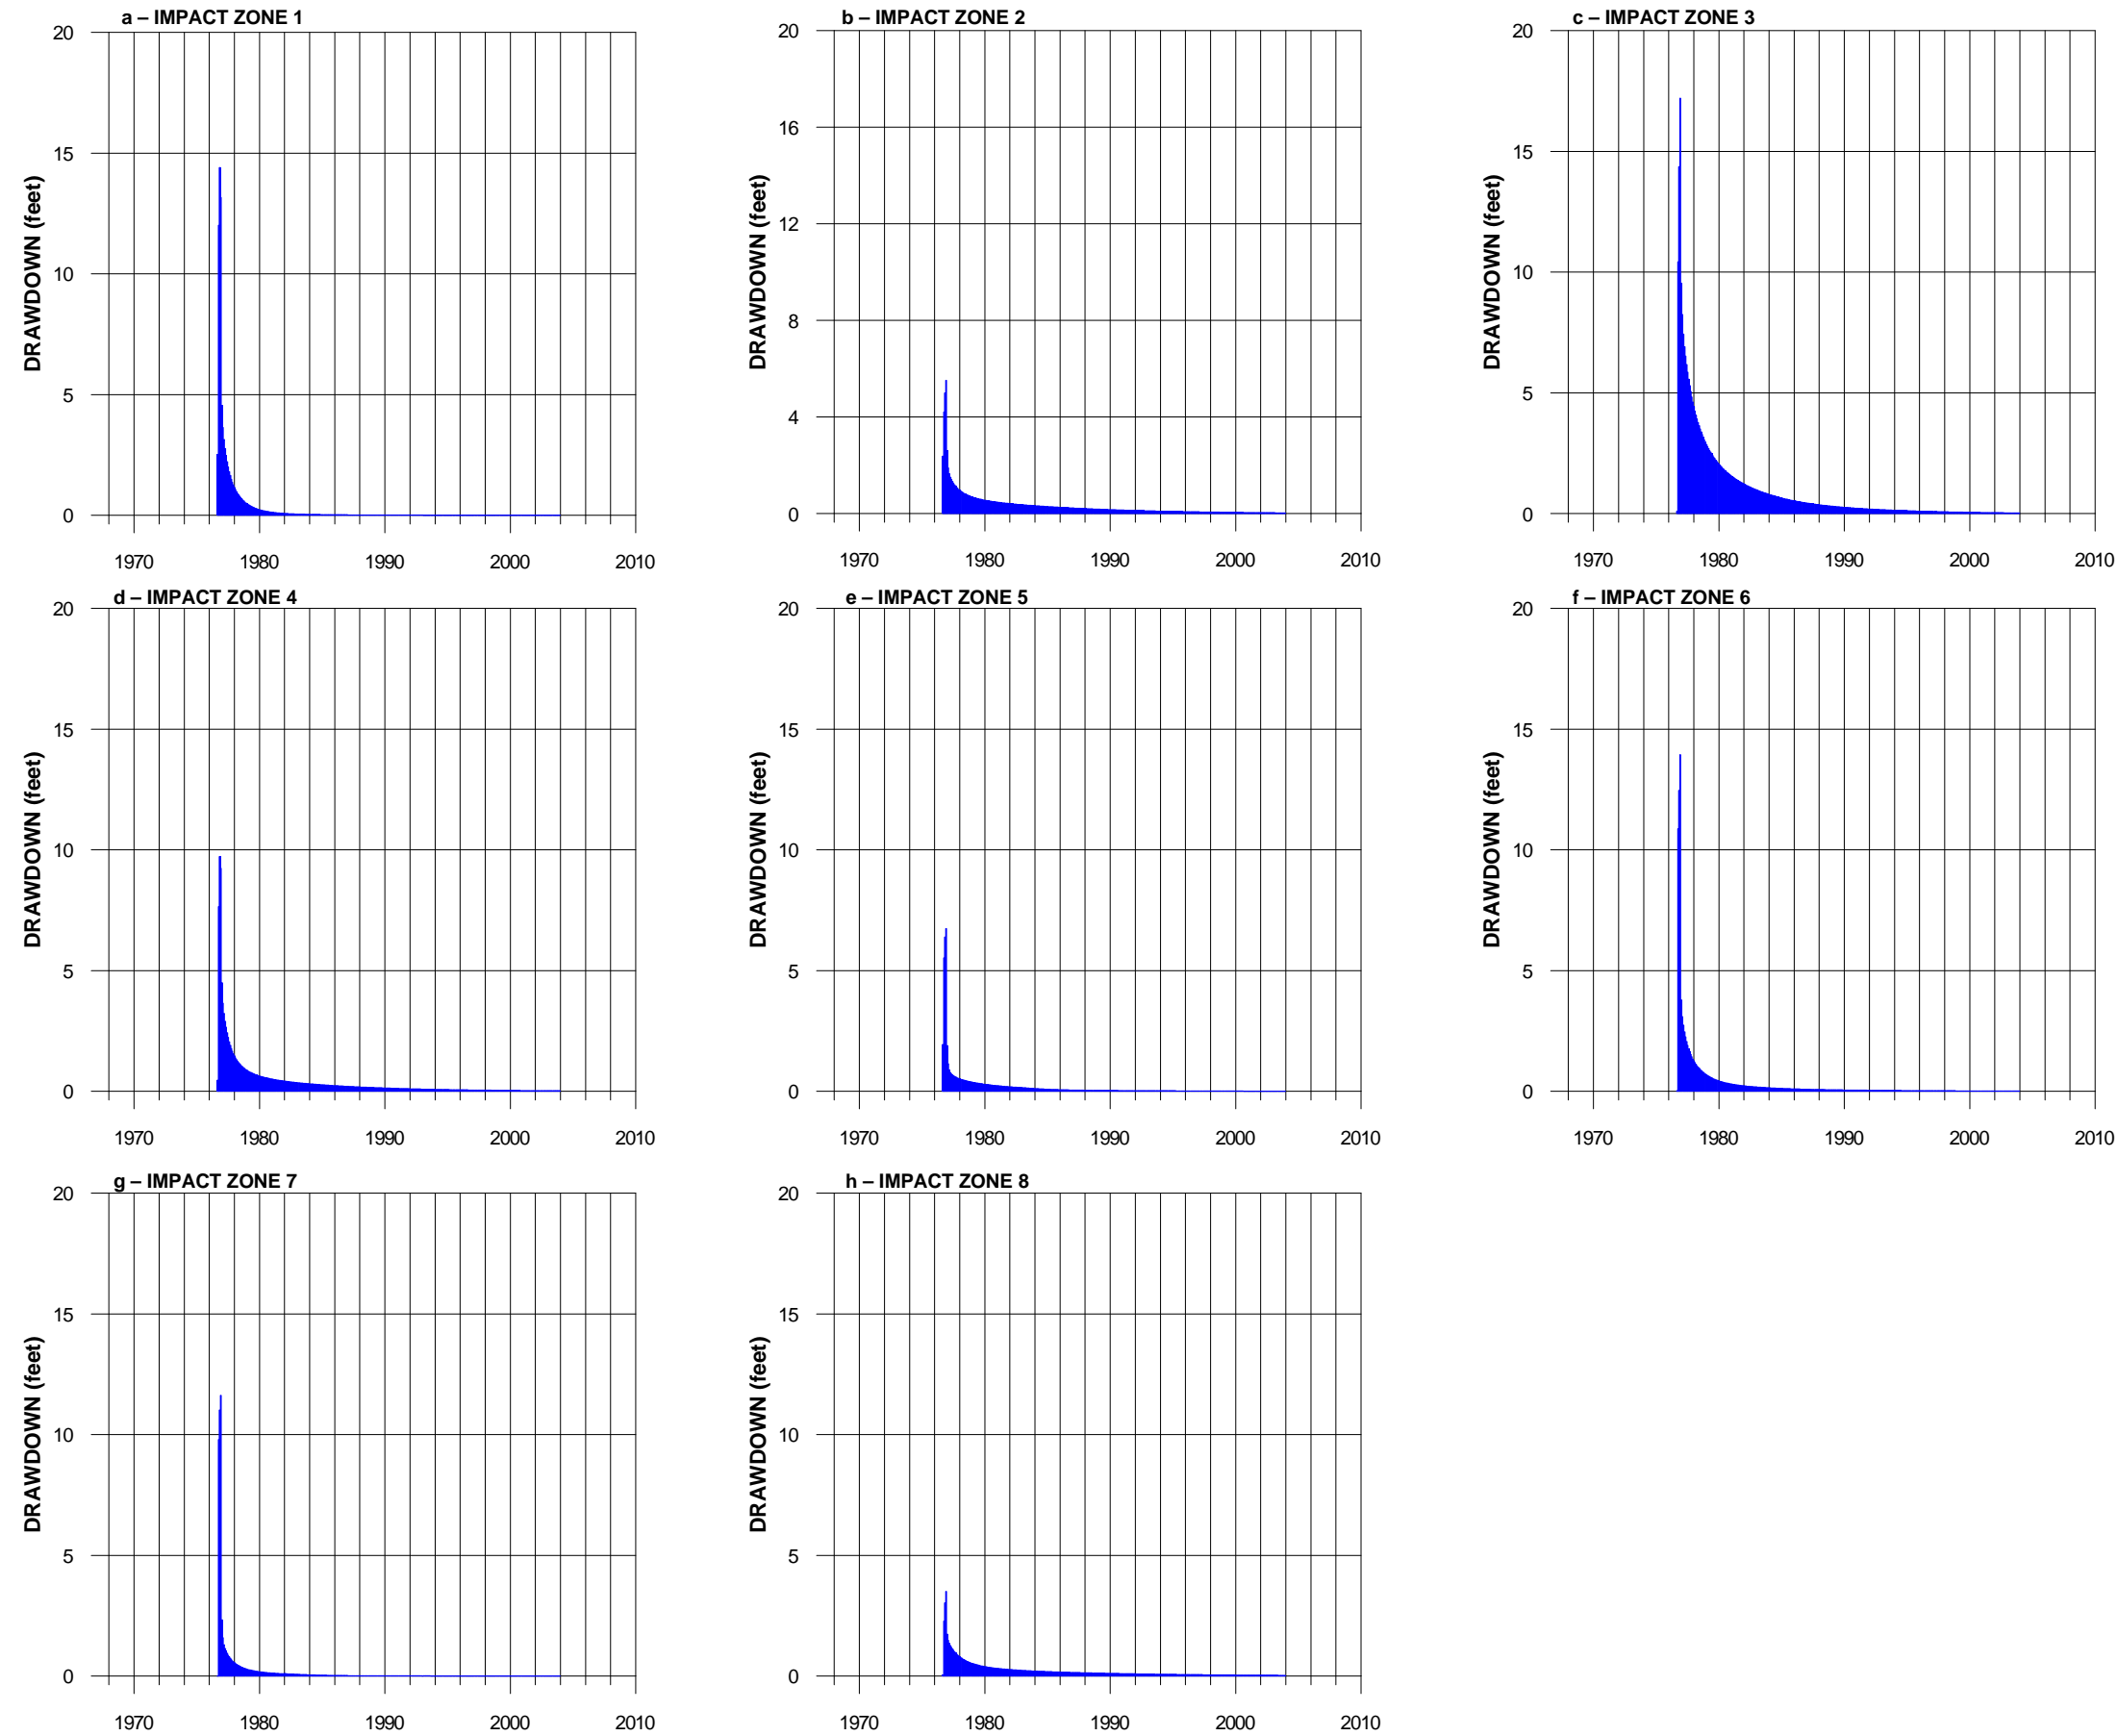 a – IMPACT ZONE 1
20
15
10
5
0
DRAWDOWN (feet)
1970 1980 1990 2000 2010
b – IMPACT ZONE 2
20
16
12
8
4
0
DRAWDOWN (feet)
1970 1980 1990 2000 2010
c – IMPACT ZONE 3
20
15
10
5
0
DRAWDOWN (feet)
1970 1980 1990 2000 2010
d – IMPACT ZONE 4
20
15
10
5
0
DRAWDOWN (feet)
1970 1980 1990 2000 2010
e – IMPACT ZONE 5
20
15
10
5
0
DRAWDOWN (feet)
1970 1980 1990 2000 2010
f – IMPACT ZONE 6
20
15
10
5
0
DRAWDOWN (feet)
1970 1980 1990 2000 2010
g – IMPACT ZONE 7
20
15
10
5
0
DRAWDOWN (feet)
1970 1980 1990 2000 2010
h – IMPACT ZONE 8
20
15
10
5
0
DRAWDOWN (feet)
1970 1980 1990 2000 2010